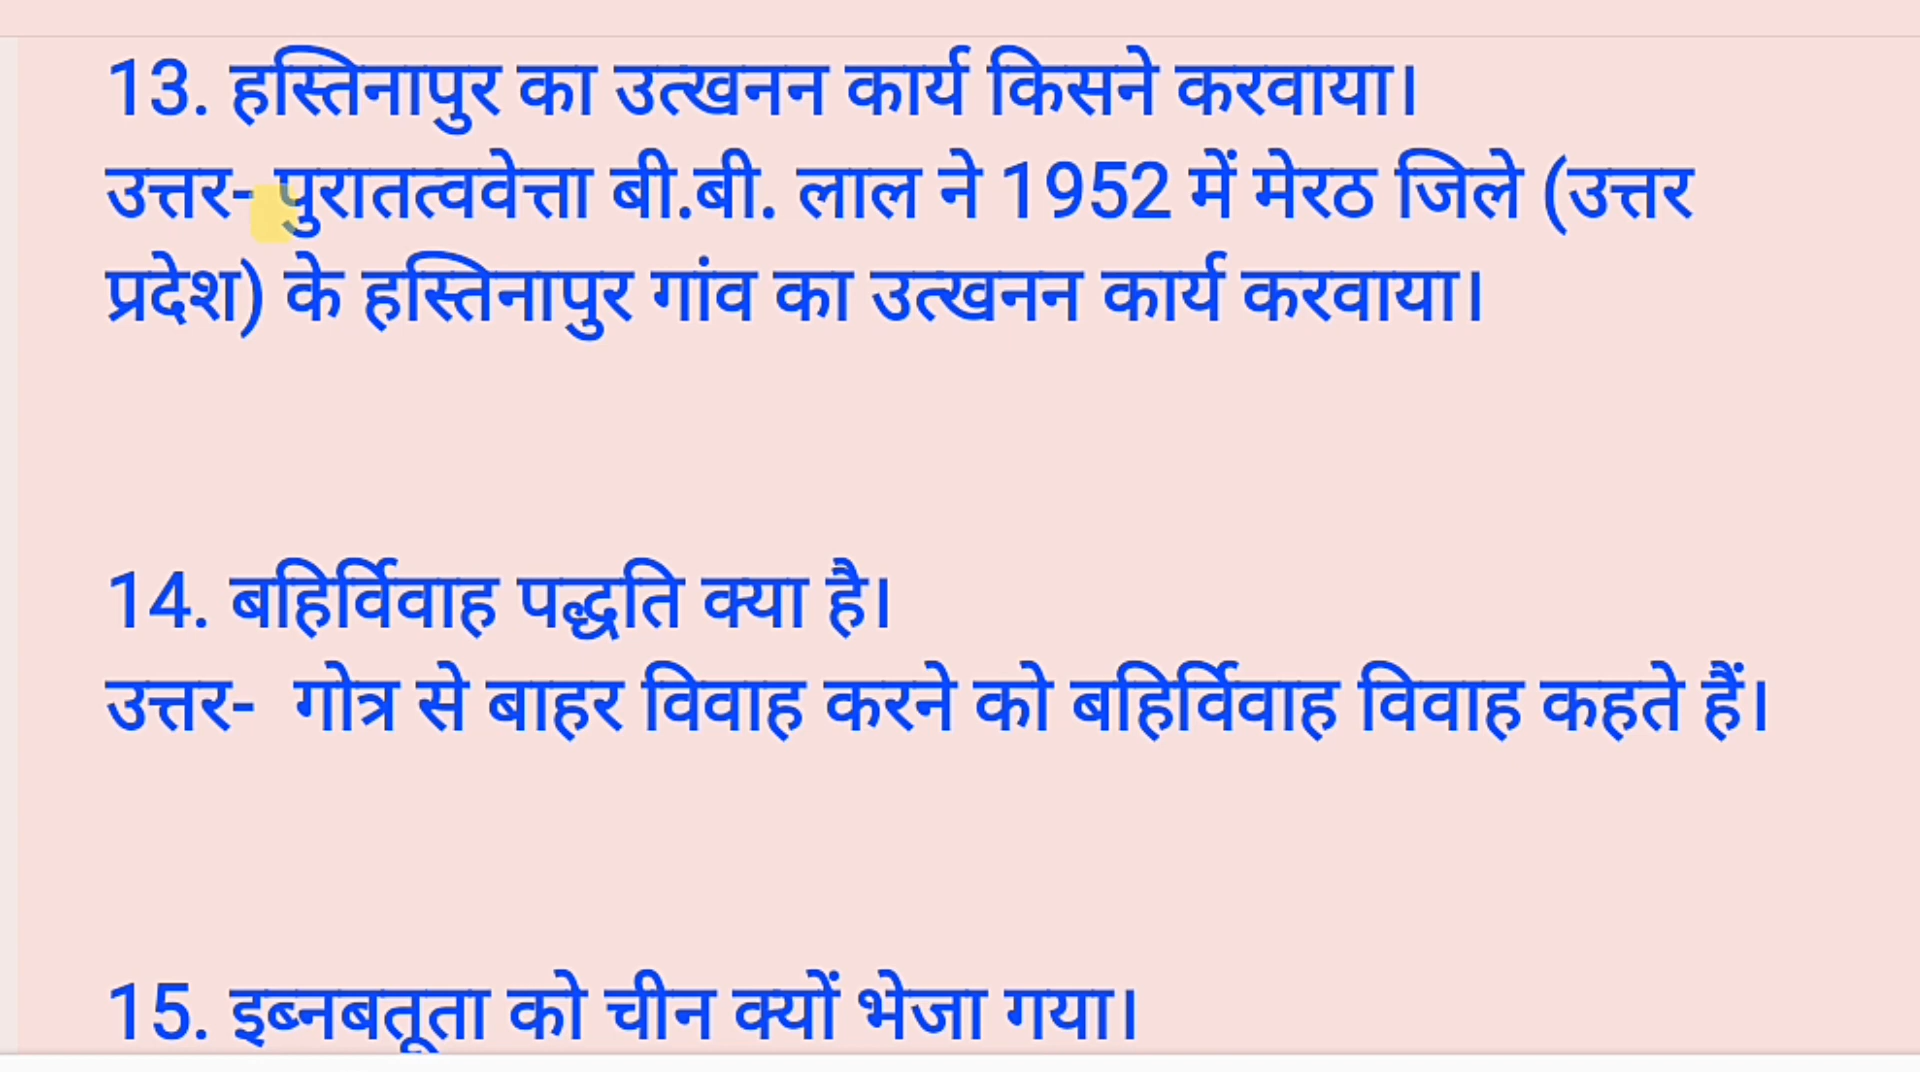 13. हस्तिनापुर का उत्खनन कार्य किसने करवाया।
उत्तर- पुरातत्ववेत्ता बी.बी. लाल ने 1952 में मेरठ जिले (उत्तर
प्रदेश) के हस्तिनापुर गांव का उत्खनन कार्य करवाया।
14. बहिर्विवाह पद्धति क्या है।
उत्तर-  गोत्र से बाहर विवाह करने को बहिर्विवाह विवाह कहते हैं।
15. इब्नबतूता को चीन क्यों भेजा गया।